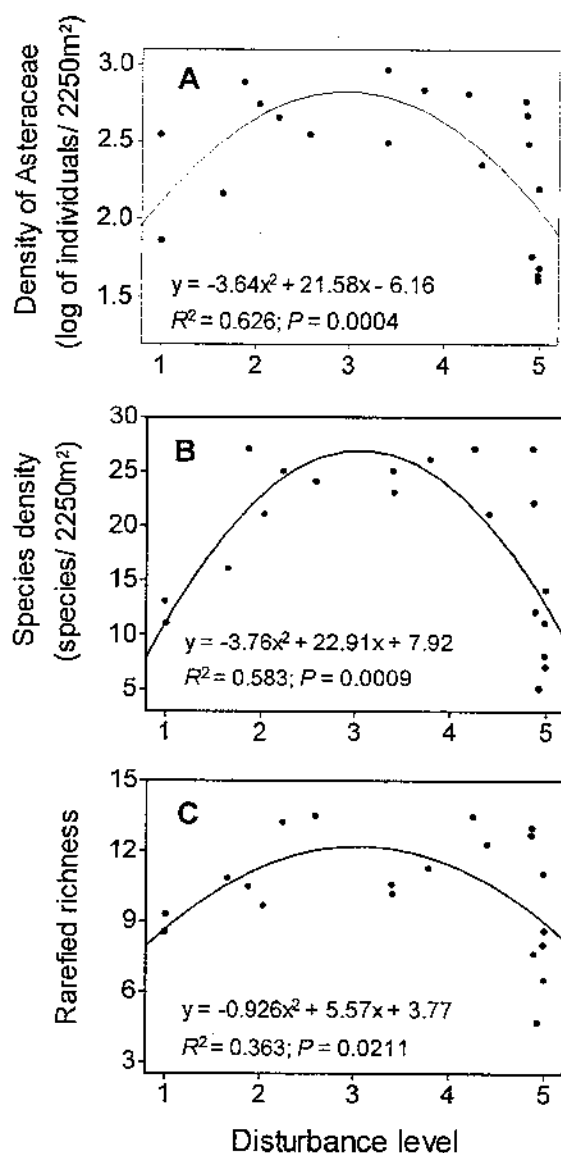 Density of Asteraceae
(log of individuals/ 2250m²)
3.0
2.5
2.0
1.5
A
y = -3.64x² + 21.58x - 6.16
R² = 0.626; P = 0.0004
1 2 3 4 5
Species density
(species/ 2250m²)
30
25
20
15
10
5
B
y = -3.76x² + 22.91x + 7.92
R² = 0.583; P = 0.0009
1 2 3 4 5
Rarefied richness
15
12
9
6
3
C
y = -0.926x² + 5.57x + 3.77
R² = 0.363; P = 0.0211
1 2 3 4 5
Disturbance level